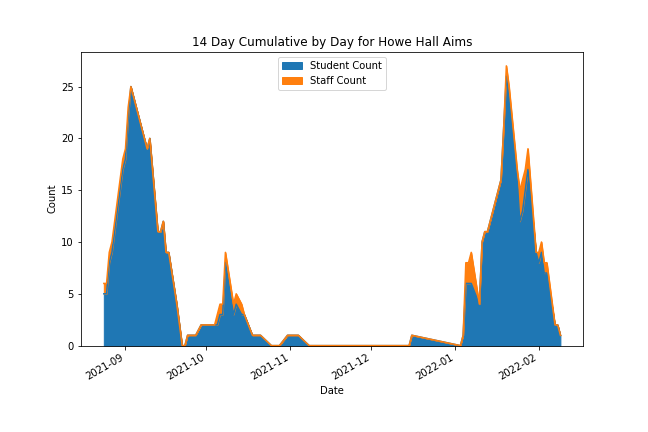 14 Day Cumulative by Day for Howe Hall Aims
Student Count
Staff Count
25
20
15
10
5
0
Count
2021-09
2021-10
2021-11
2021-12
2022-01
2022-02
Date